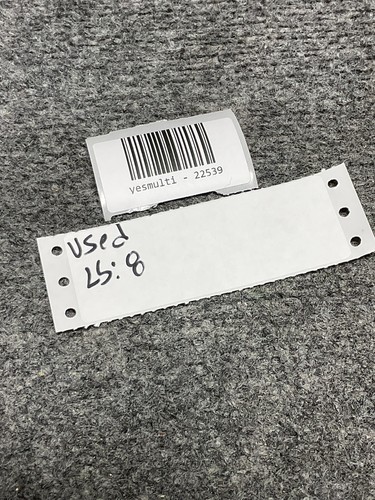 yesmulti - 22539
Used
LS: 8